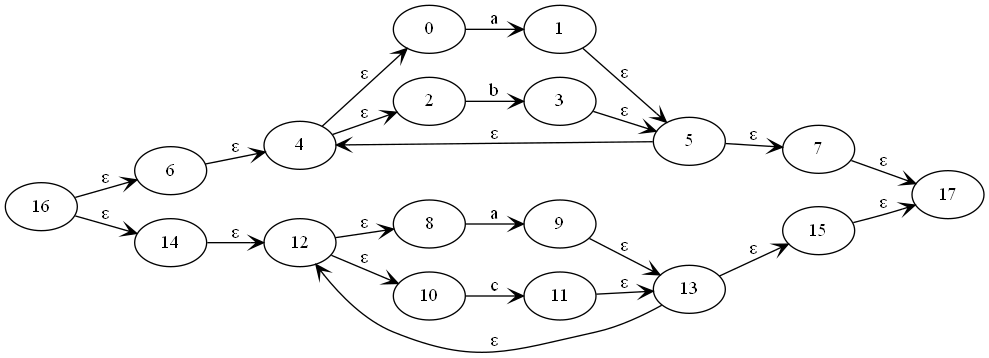 0 a 1
ε ε
2 b 3
ε ε
4 ε 5 ε 7
6 ε ε
ε 17
16
ε ε
14 ε 12 ε 8 a 9 15
ε ε ε
10 c 11 ε 13
ε